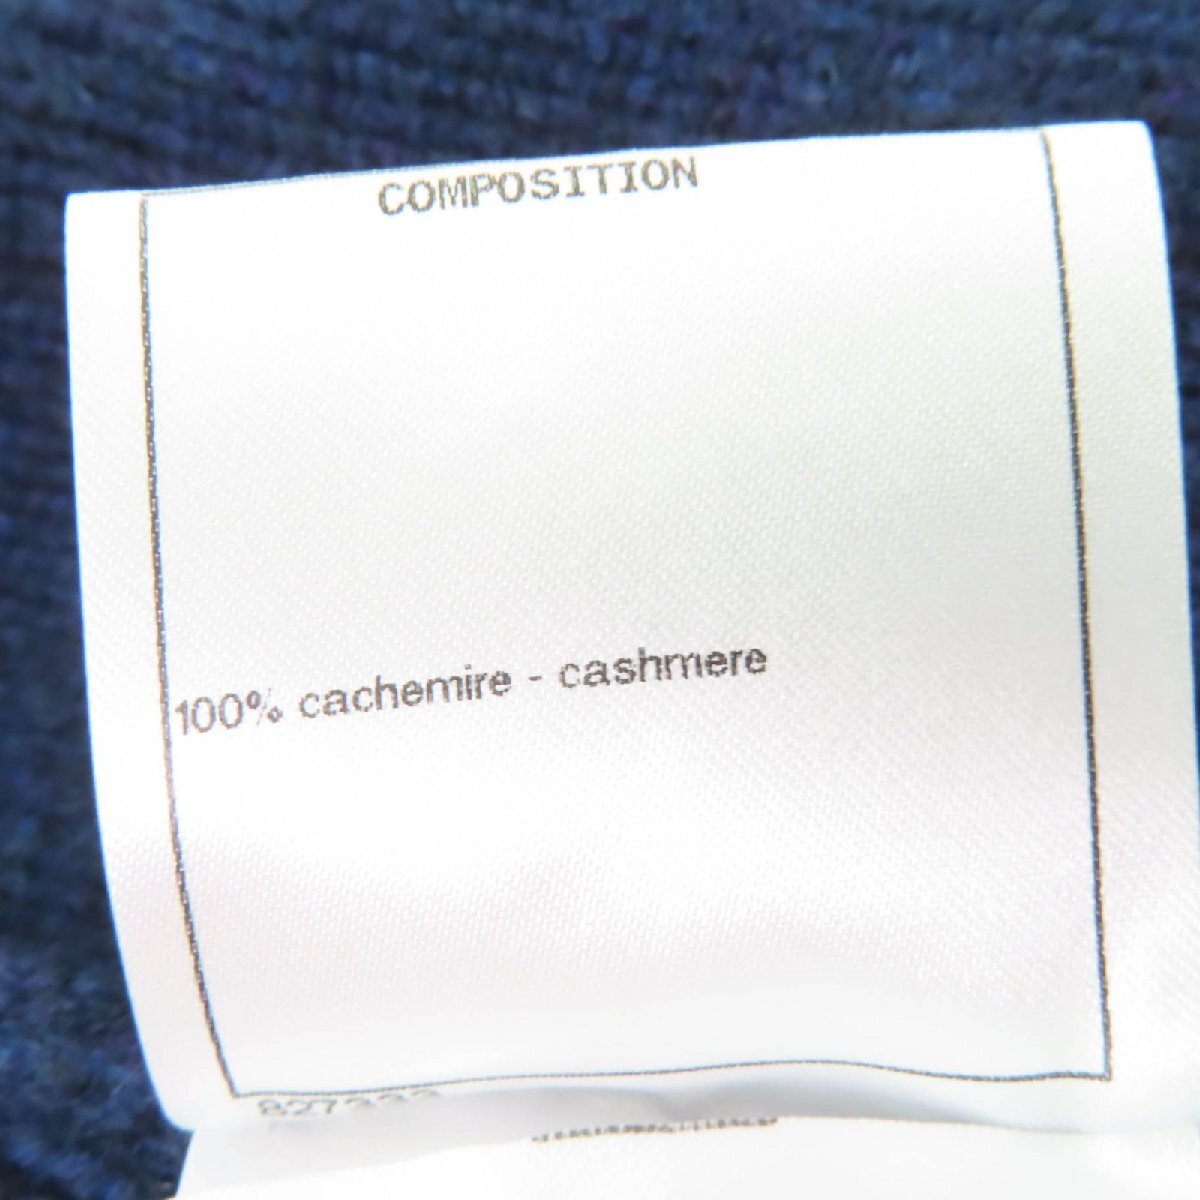 COMPOSITION
100% cachemire - cashmere